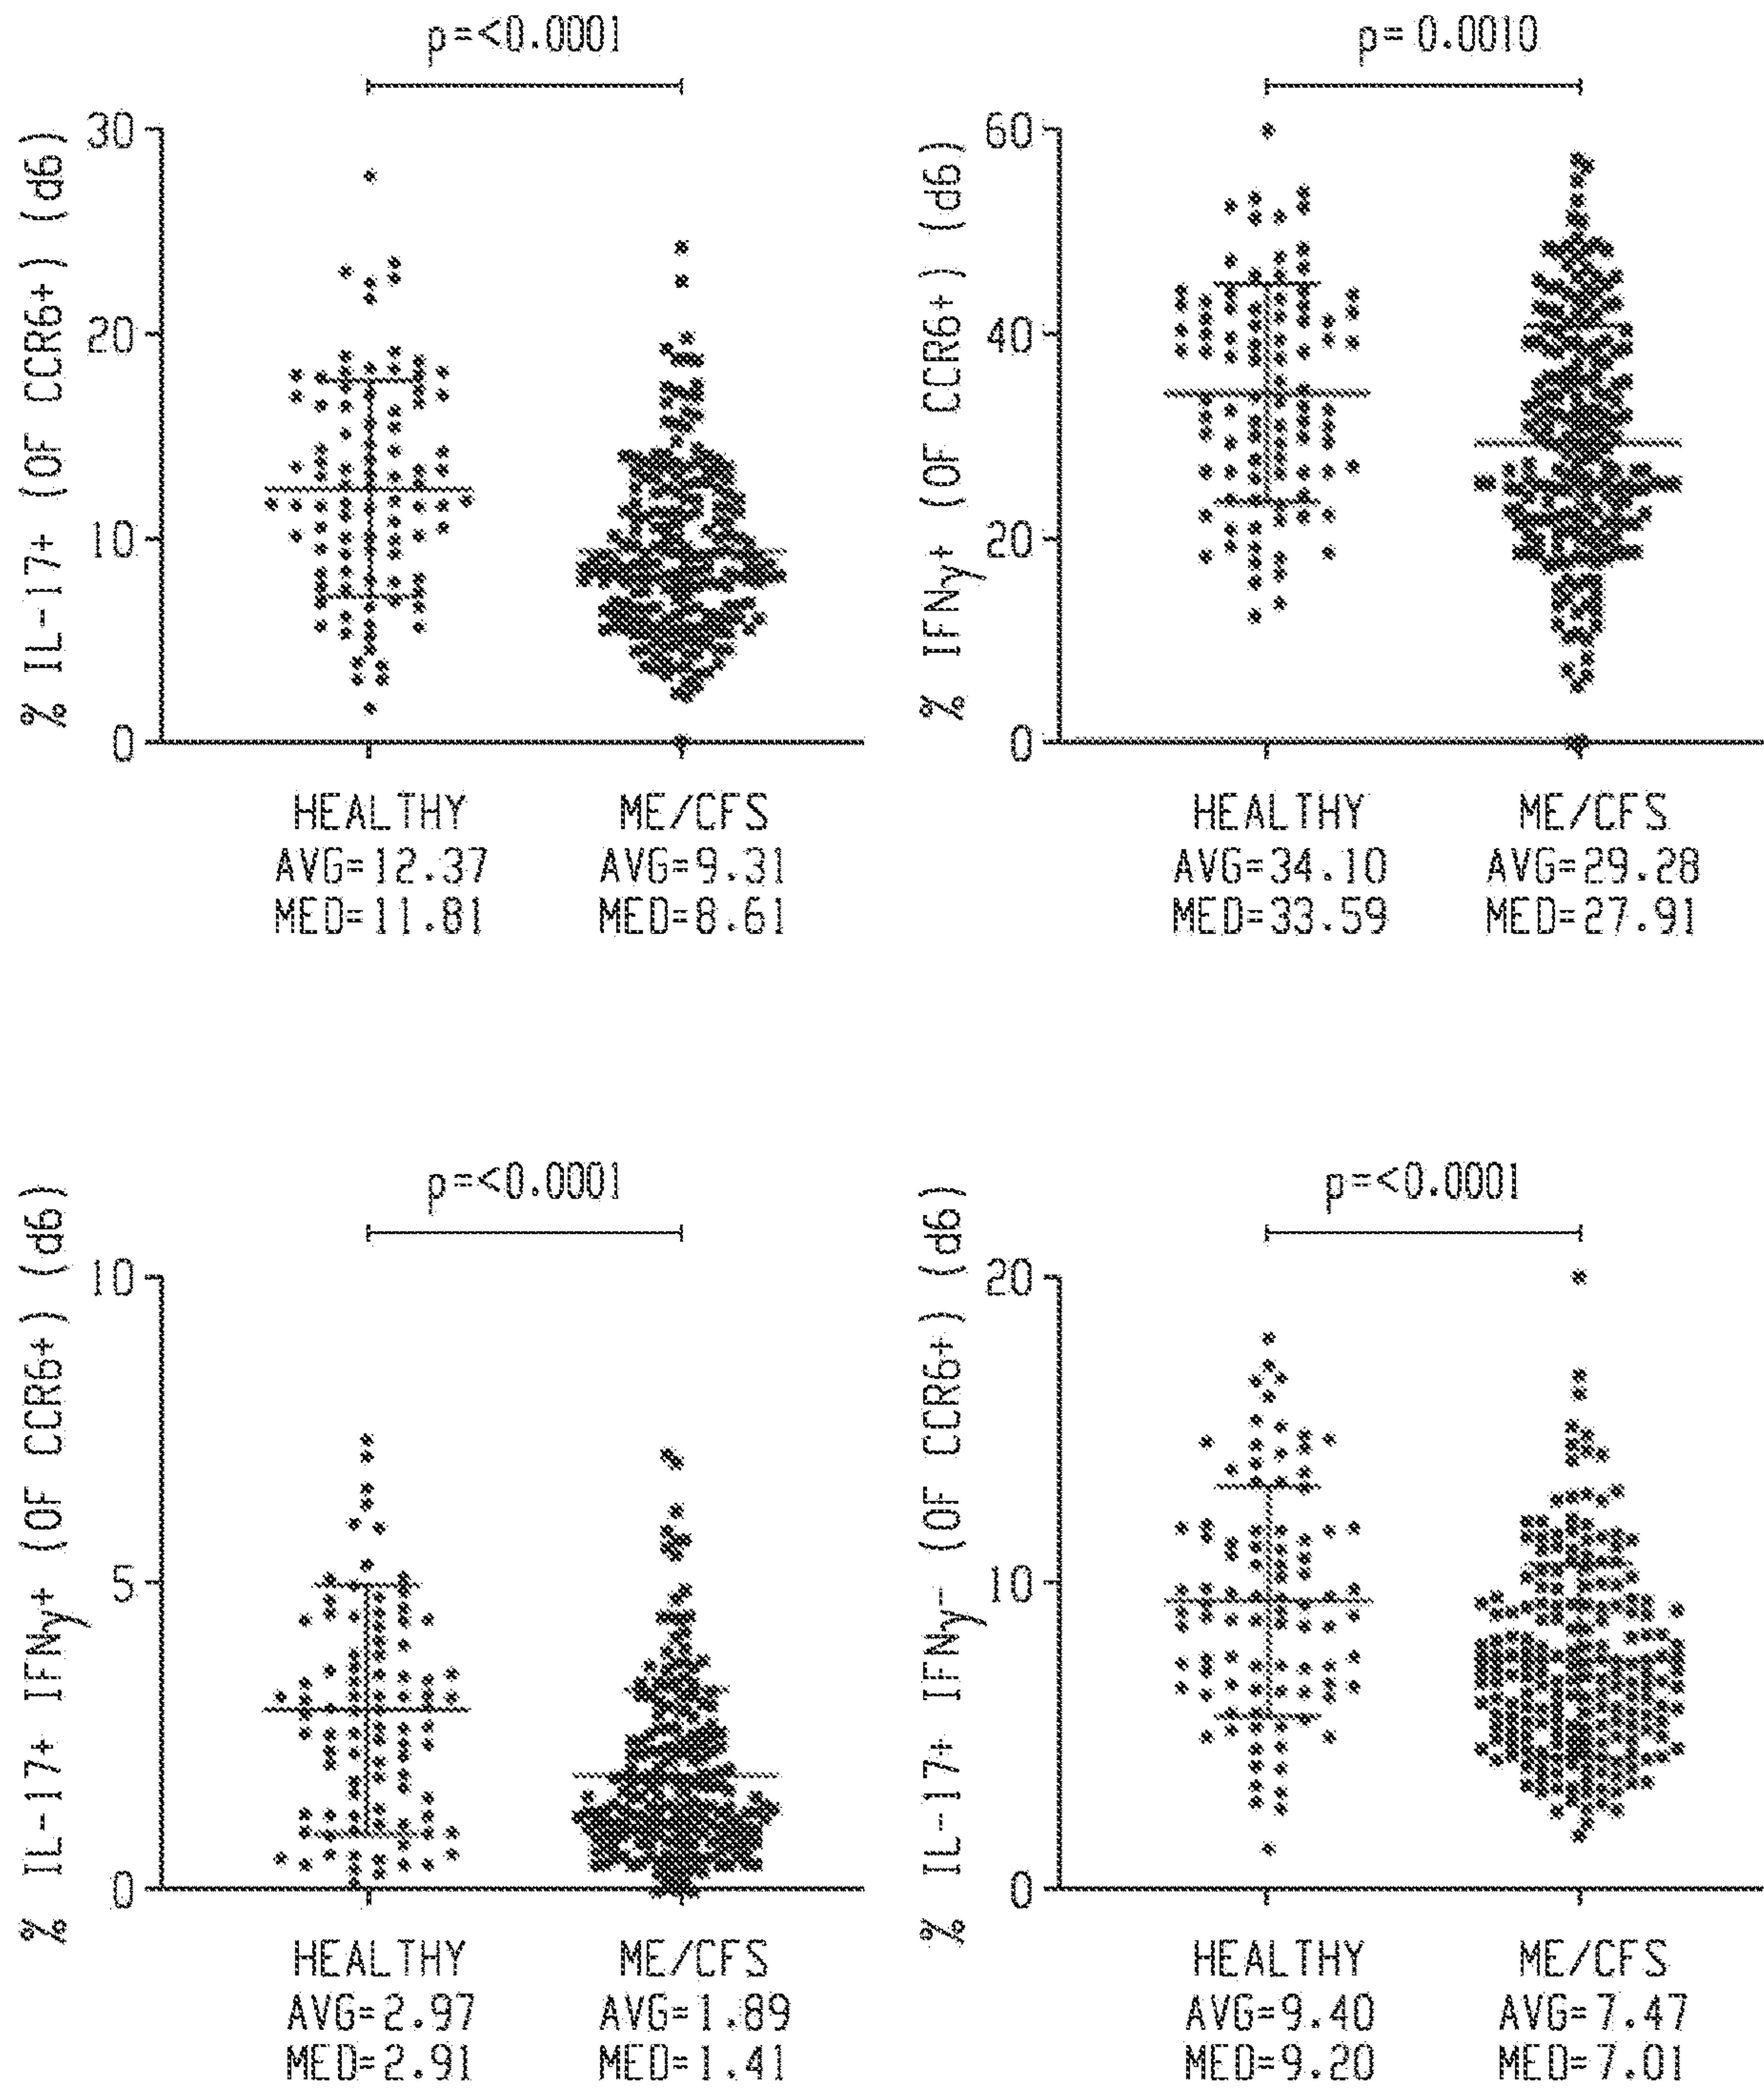 p=<0.0001
% IL-17+ (OF CCR6+) (d6)
30
20
10
0
HEALTHY ME/CFS
AVG=12.37 AVG=9.31
MED=11.81 MED=8.61
p= 0.0010
% IFNγ+ (OF CCR6+) (d6)
60
40
20
0
HEALTHY ME/CFS
AVG=34.10 AVG=29.28
MED=33.59 MED=27.91
p=<0.0001
% IL-17+ IFNγ+ (OF CCR6+) (d6)
10
5
0
HEALTHY ME/CFS
AVG=2.97 AVG=1.89
MED=2.91 MED=1.41
p=<0.0001
% IL-17+ IFNγ- (OF CCR6+) (d6)
20
10
0
HEALTHY ME/CFS
AVG=9.40 AVG=7.47
MED=9.20 MED=7.01